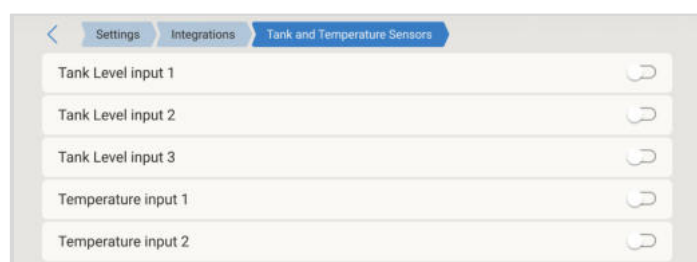 Settings Integrations Tank and Temperature Sensors
Tank Level input 1
Tank Level input 2
Tank Level input 3
Temperature input 1
Temperature input 2